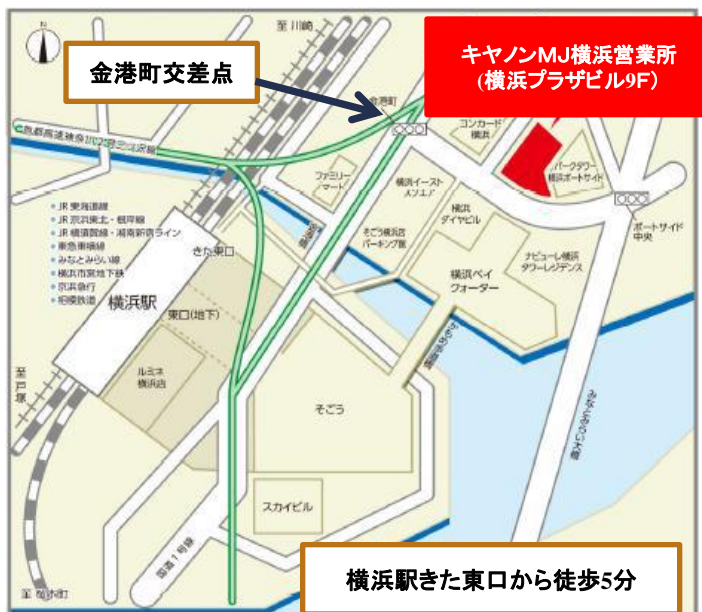 N
至 川崎
キヤノンMJ横浜営業所
(横浜プラザビル9F)
金港町交差点
金港町
コンカード
横浜
首都高速神奈川2号三ツ沢線
ファミリー
マート
横浜イースト
スクエア
パークタワー
横浜ポートサイド
ポートサイド
中央
JR 東海道線
JR 京浜東北・根岸線
JR 横須賀線・湘南新宿ライン
東急東横線
みなとみらい線
横浜市営地下鉄
京浜急行
相模鉄道
きた東口
そごう横浜店
パーキング館
横浜
ダイヤビル
ナビューレ横浜
タワーレジデンス
横浜ベイ
クォーター
横浜駅
東口(地下)
ルミネ
横浜店
至 戸塚
そごう
みなとみらい大橋
スカイビル
国道1号線
至 桜木町
横浜駅きた東口から徒歩5分